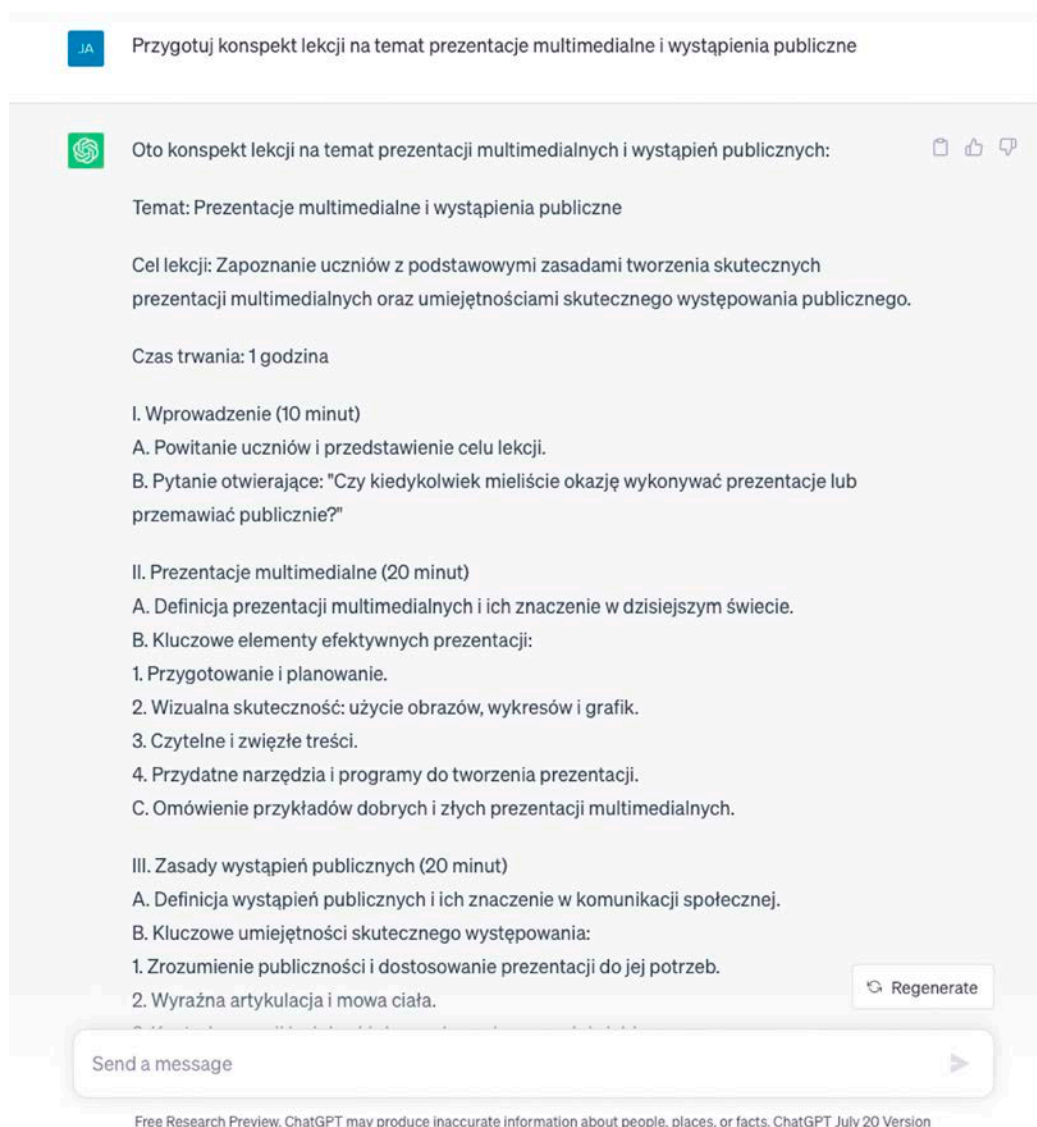 JA
Przygotuj konspekt lekcji na temat prezentacje multimedialne i wystąpienia publiczne
Oto konspekt lekcji na temat prezentacji multimedialnych i wystąpień publicznych:
Temat: Prezentacje multimedialne i wystąpienia publiczne
Cel lekcji: Zapoznanie uczniów z podstawowymi zasadami tworzenia skutecznych
prezentacji multimedialnych oraz umiejętnościami skutecznego występowania publicznego.
Czas trwania: 1 godzina
I. Wprowadzenie (10 minut)
A. Powitanie uczniów i przedstawienie celu lekcji.
B. Pytanie otwierające: "Czy kiedykolwiek mieliście okazję wykonywać prezentacje lub
przemawiać publicznie?"
II. Prezentacje multimedialne (20 minut)
A. Definicja prezentacji multimedialnych i ich znaczenie w dzisiejszym świecie.
B. Kluczowe elementy efektywnych prezentacji:
1. Przygotowanie i planowanie.
2. Wizualna skuteczność: użycie obrazów, wykresów i grafik.
3. Czytelne i zwięzłe treści.
4. Przydatne narzędzia i programy do tworzenia prezentacji.
C. Omówienie przykładów dobrych i złych prezentacji multimedialnych.
III. Zasady wystąpień publicznych (20 minut)
A. Definicja wystąpień publicznych i ich znaczenie w komunikacji społecznej.
B. Kluczowe umiejętności skutecznego występowania:
1. Zrozumienie publiczności i dostosowanie prezentacji do jej potrzeb.
Regenerate
2. Wyraźna artykulacja i mowa ciała.
Send a message
Free Research Preview. ChatGPT may produce inaccurate information about people, places, or facts. ChatGPT July 20 Version